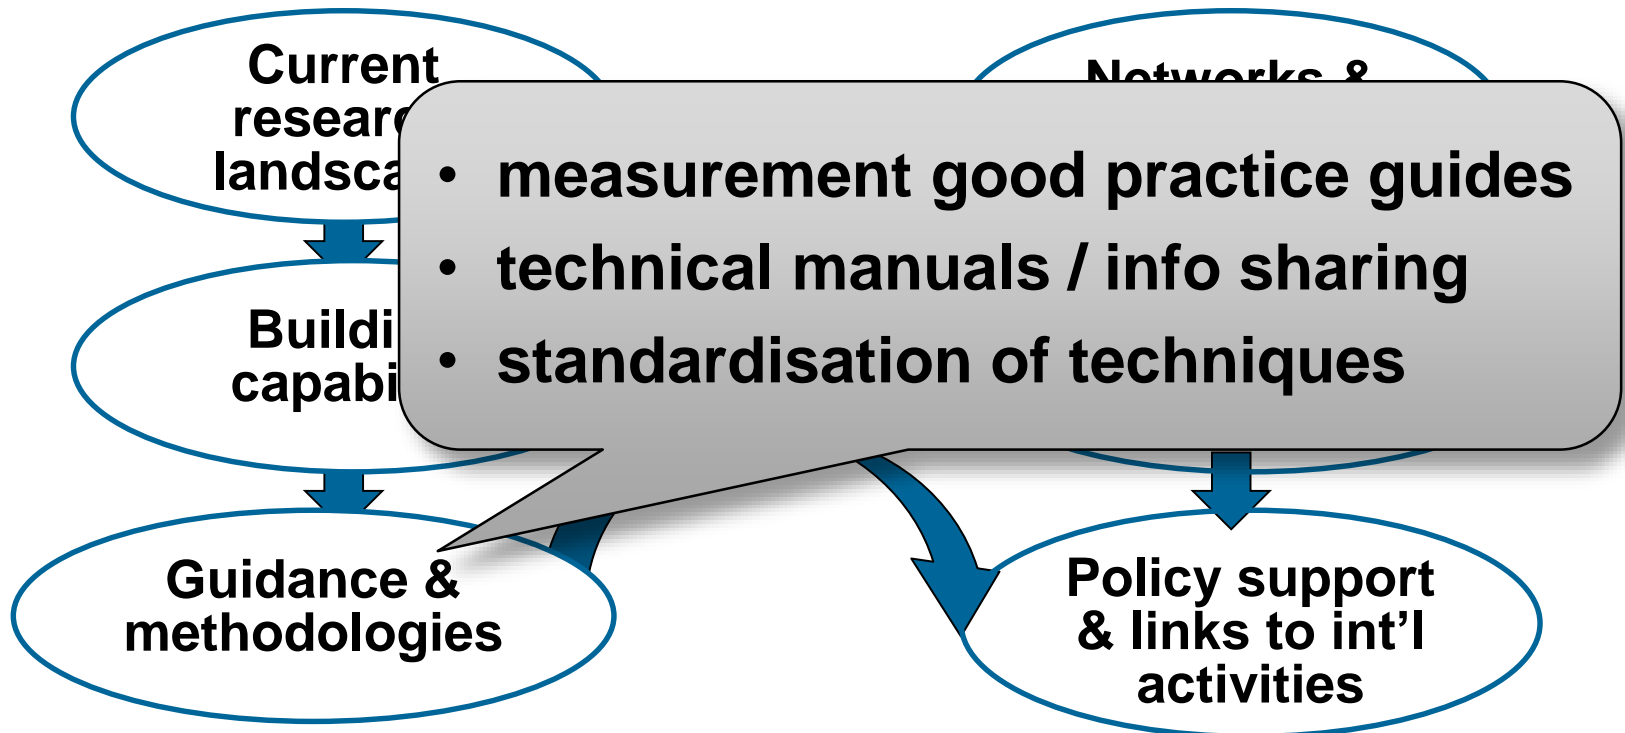 Current
landsca
Networks &
• measurement good practice guides
• technical manuals / info sharing
• standardisation of techniques
Buildi
capabi
Guidance &
methodologies
Policy support
& links to int'l
activities